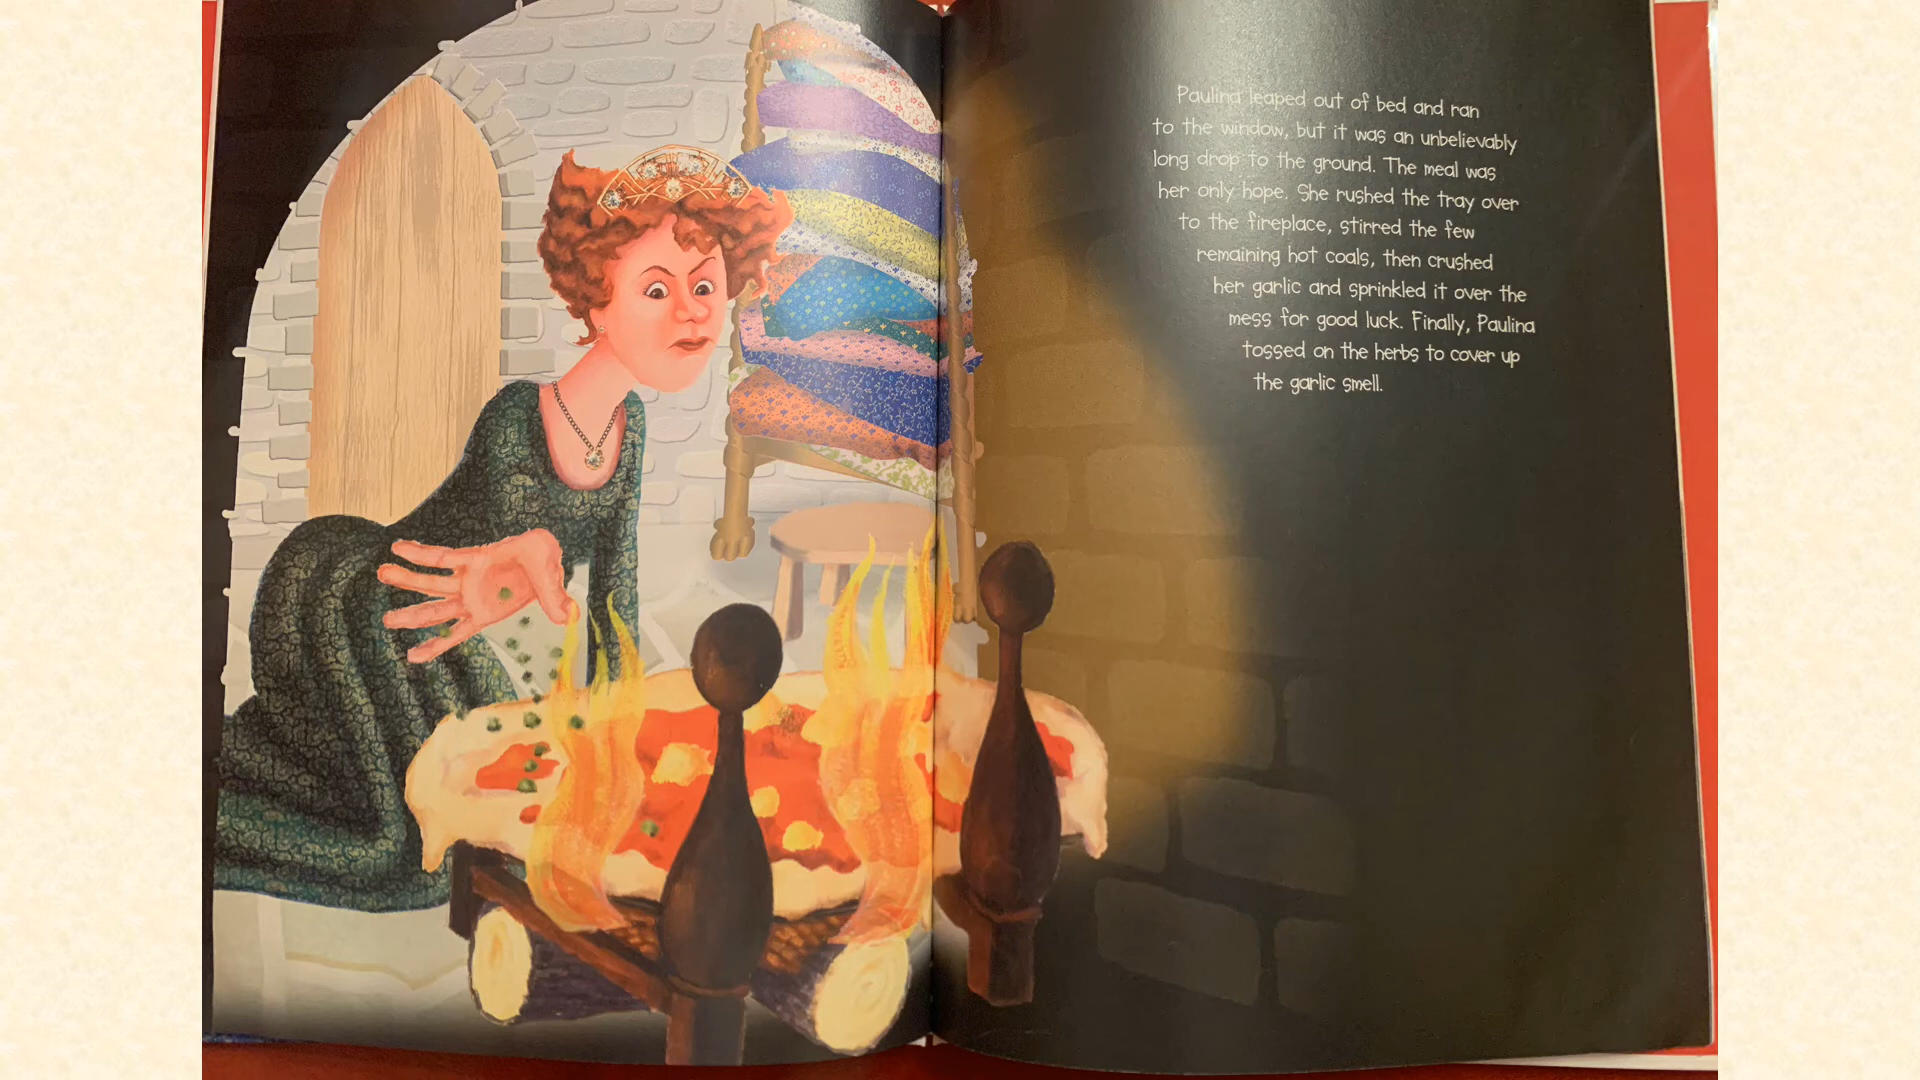 Paulina leaped out of bed and ran
to the window, but it was an unbelievably
long drop to the ground. The meal was
her only hope. She rushed the tray over
to the fireplace, stirred the few
remaining hot coals, then crushed
her garlic and sprinkled it over the
mess for good luck. Finally, Paulina
tossed on the herbs to cover up
the garlic smell.